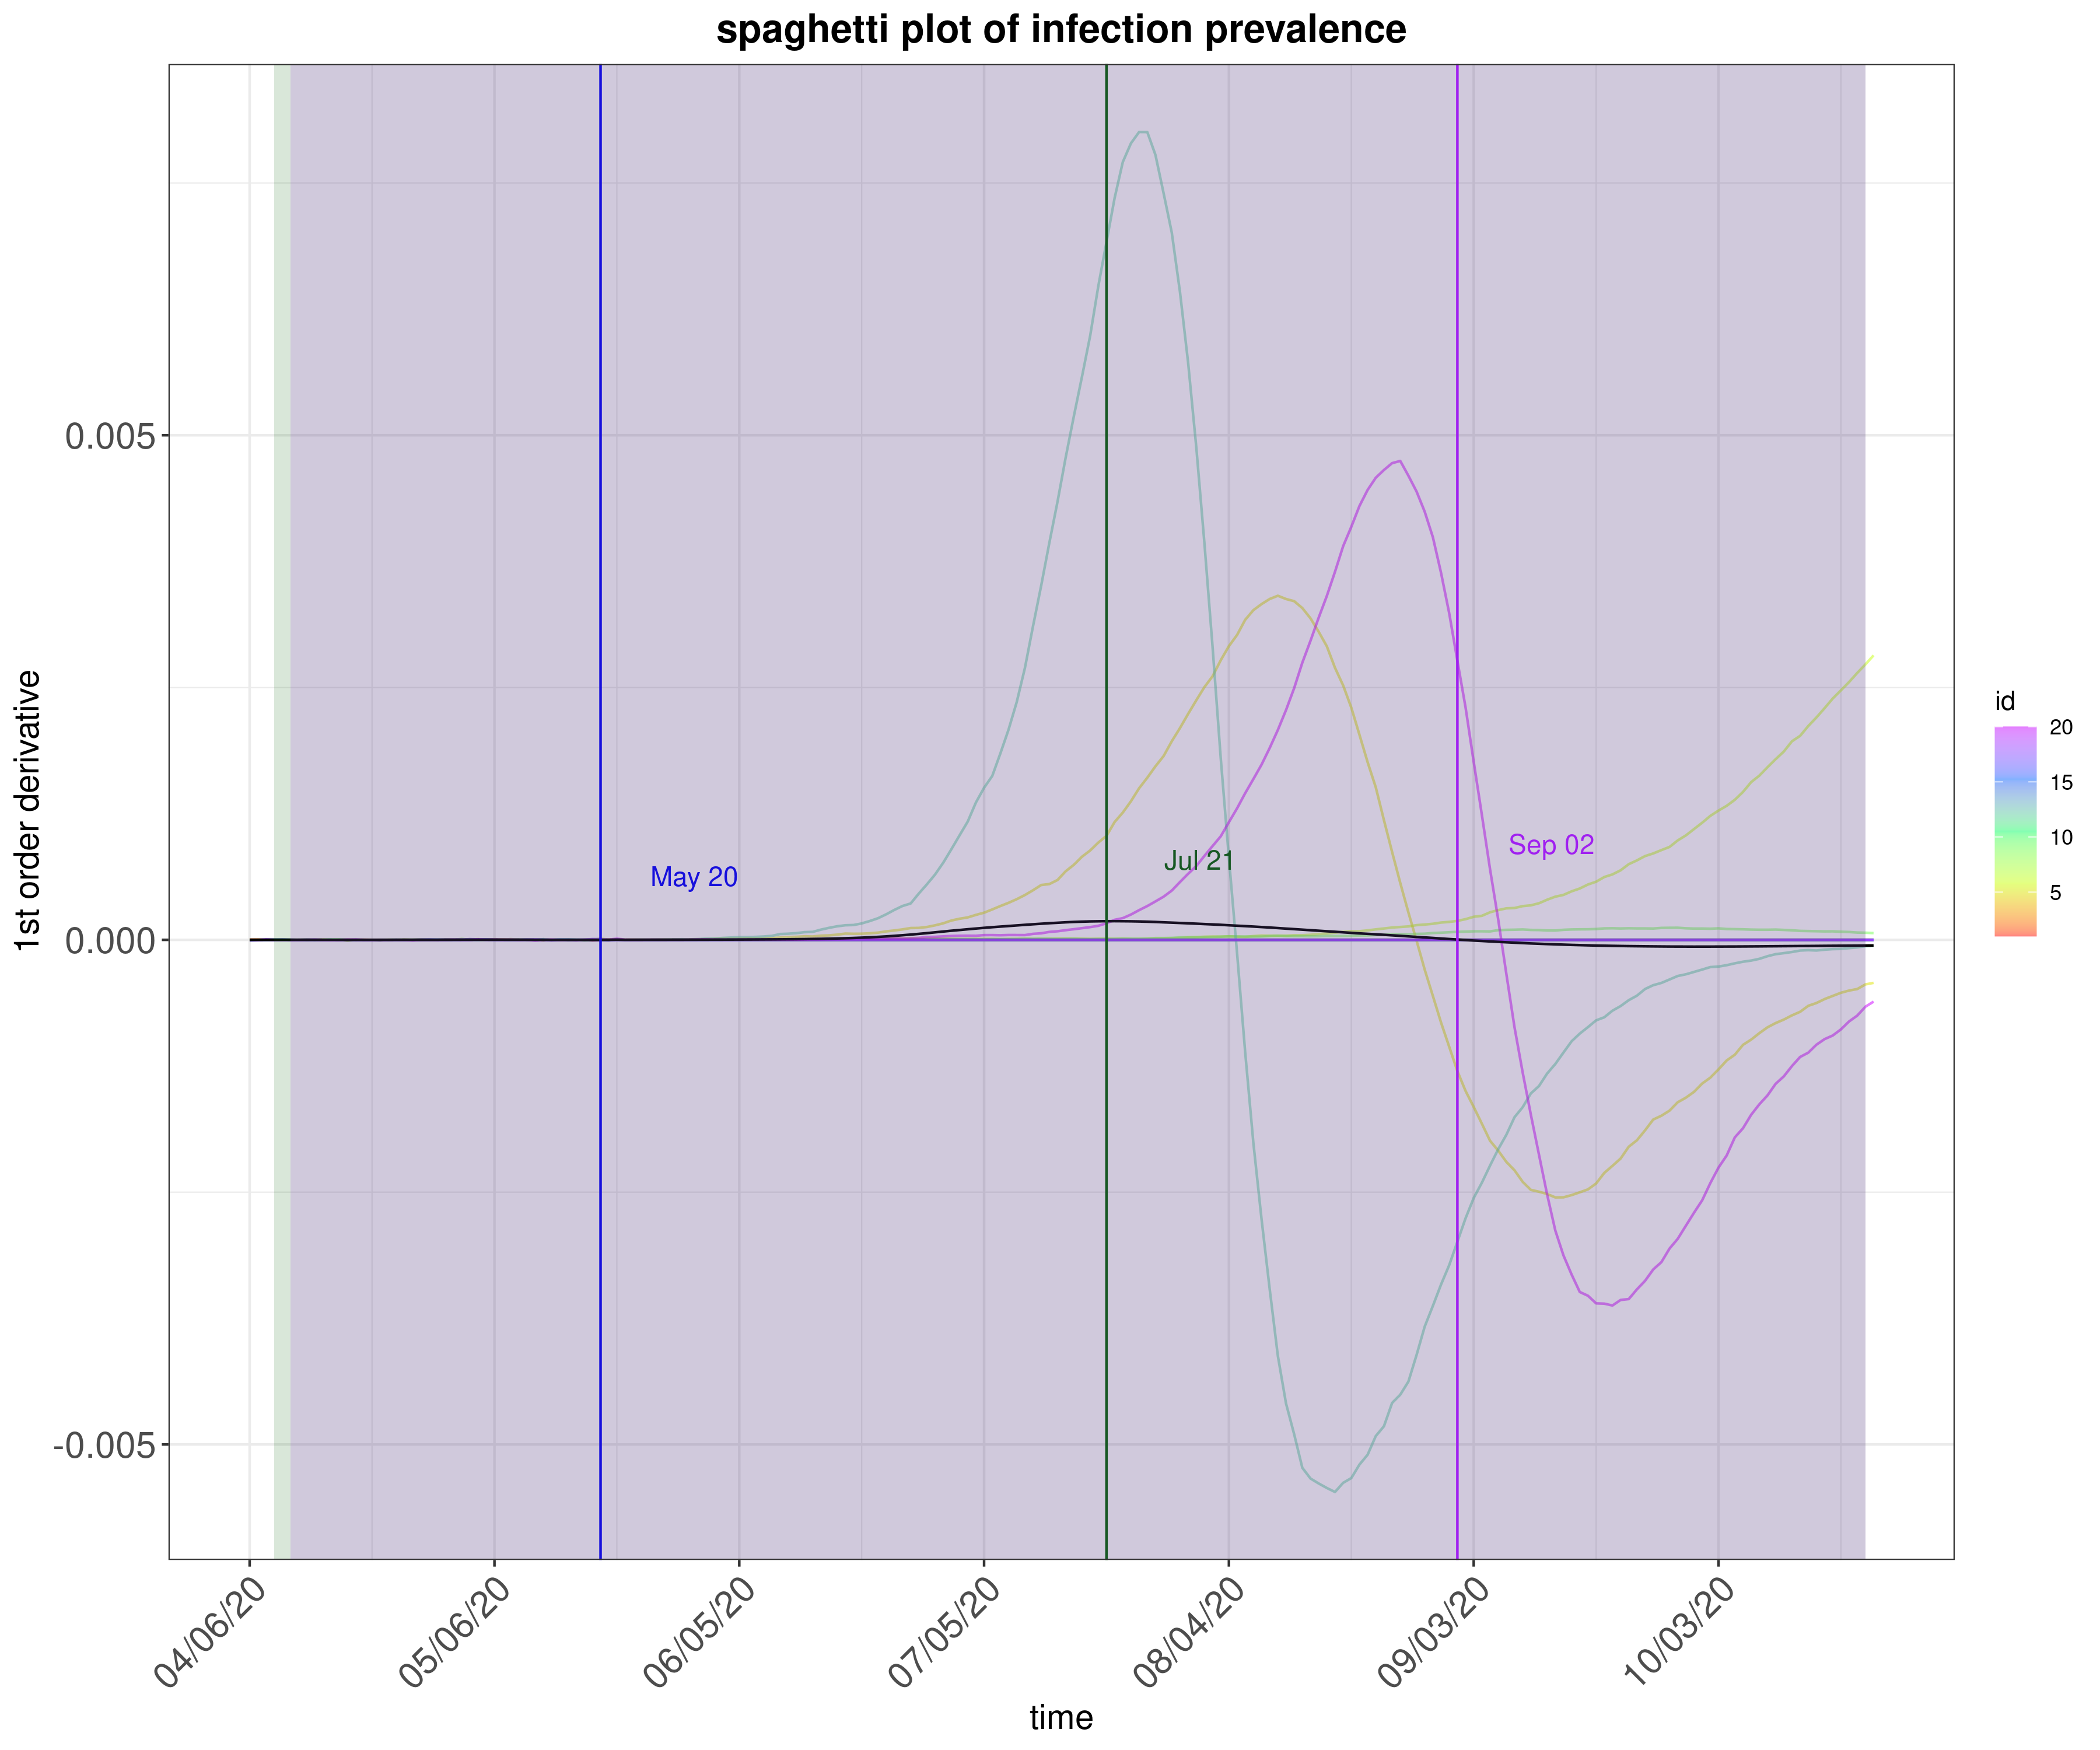 spaghetti plot of infection prevalence
1st order derivative
0.005
0.000
-0.005
May 20
Jul 21
Sep 02
id
20
15
10
5
04/06/20
05/06/20
06/05/20
07/05/20
08/04/20
09/03/20
10/03/20
time